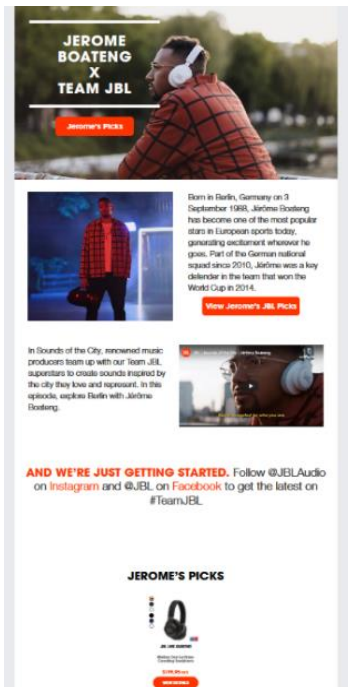 JEROME
BOATENG
X
TEAM JBL
Jerome's Picks
Born in Berlin, Germany on 3
September 1988, Jérôme Boateng
has become one of the most popular
stars in European sports today,
generating excitement wherever he
goes. Part of the German national
squad since 2010, Jérôme was a key
defender in the team that won the
World Cup in 2014.
View Jerome's JBL Picks
In Sounds of the City, renowned music
producers team up with our Team JBL
superstars to create sounds inspired by
the city they love and represent. In this
episode, explore Berlin with Jérôme
Boateng.
AND WE'RE JUST GETTING STARTED. Follow @JBLAudio
on Instagram and @JBL on Facebook to get the latest on
#TeamJBL
JEROME'S PICKS